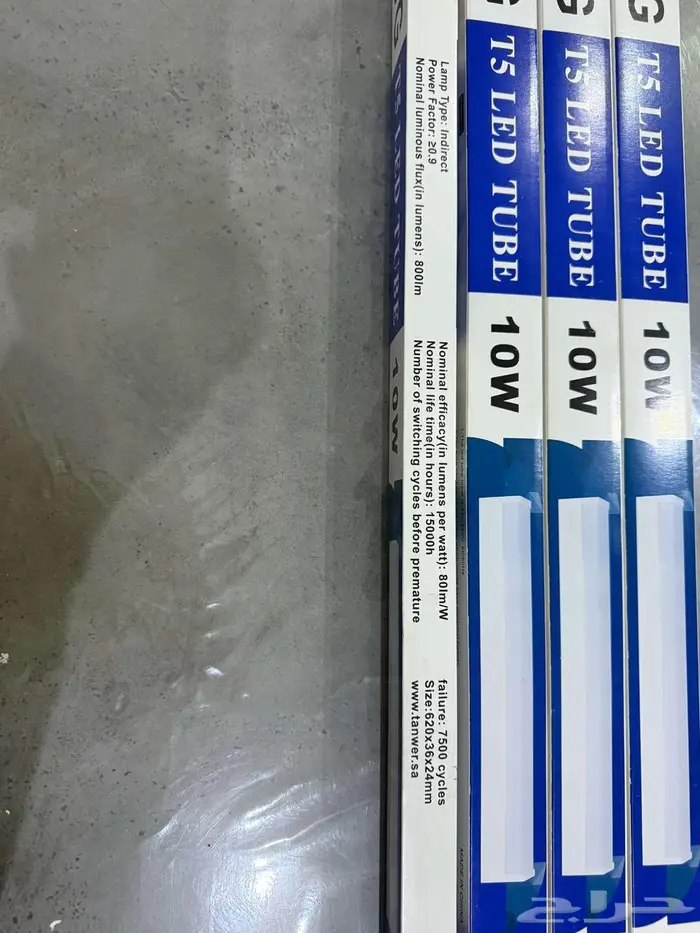 Lamp Type: Indirect
Power Factor: ≥0.9
Nominal luminous flux(in lumens): 800lm
Nominal efficacy(in lumens per watt): 80lm/W
Nominal life time(in hours): 15000h
Number of switching cycles before premature
failure: 7500 cycles
Size:620x36x24mm
www.tanwer.sa
G T5 LED TUBE 10W
G T5 LED TUBE 10W
G T5 LED TUBE 10W
G T5 LED TUBE 10W
MADE IN CHINA
حراج